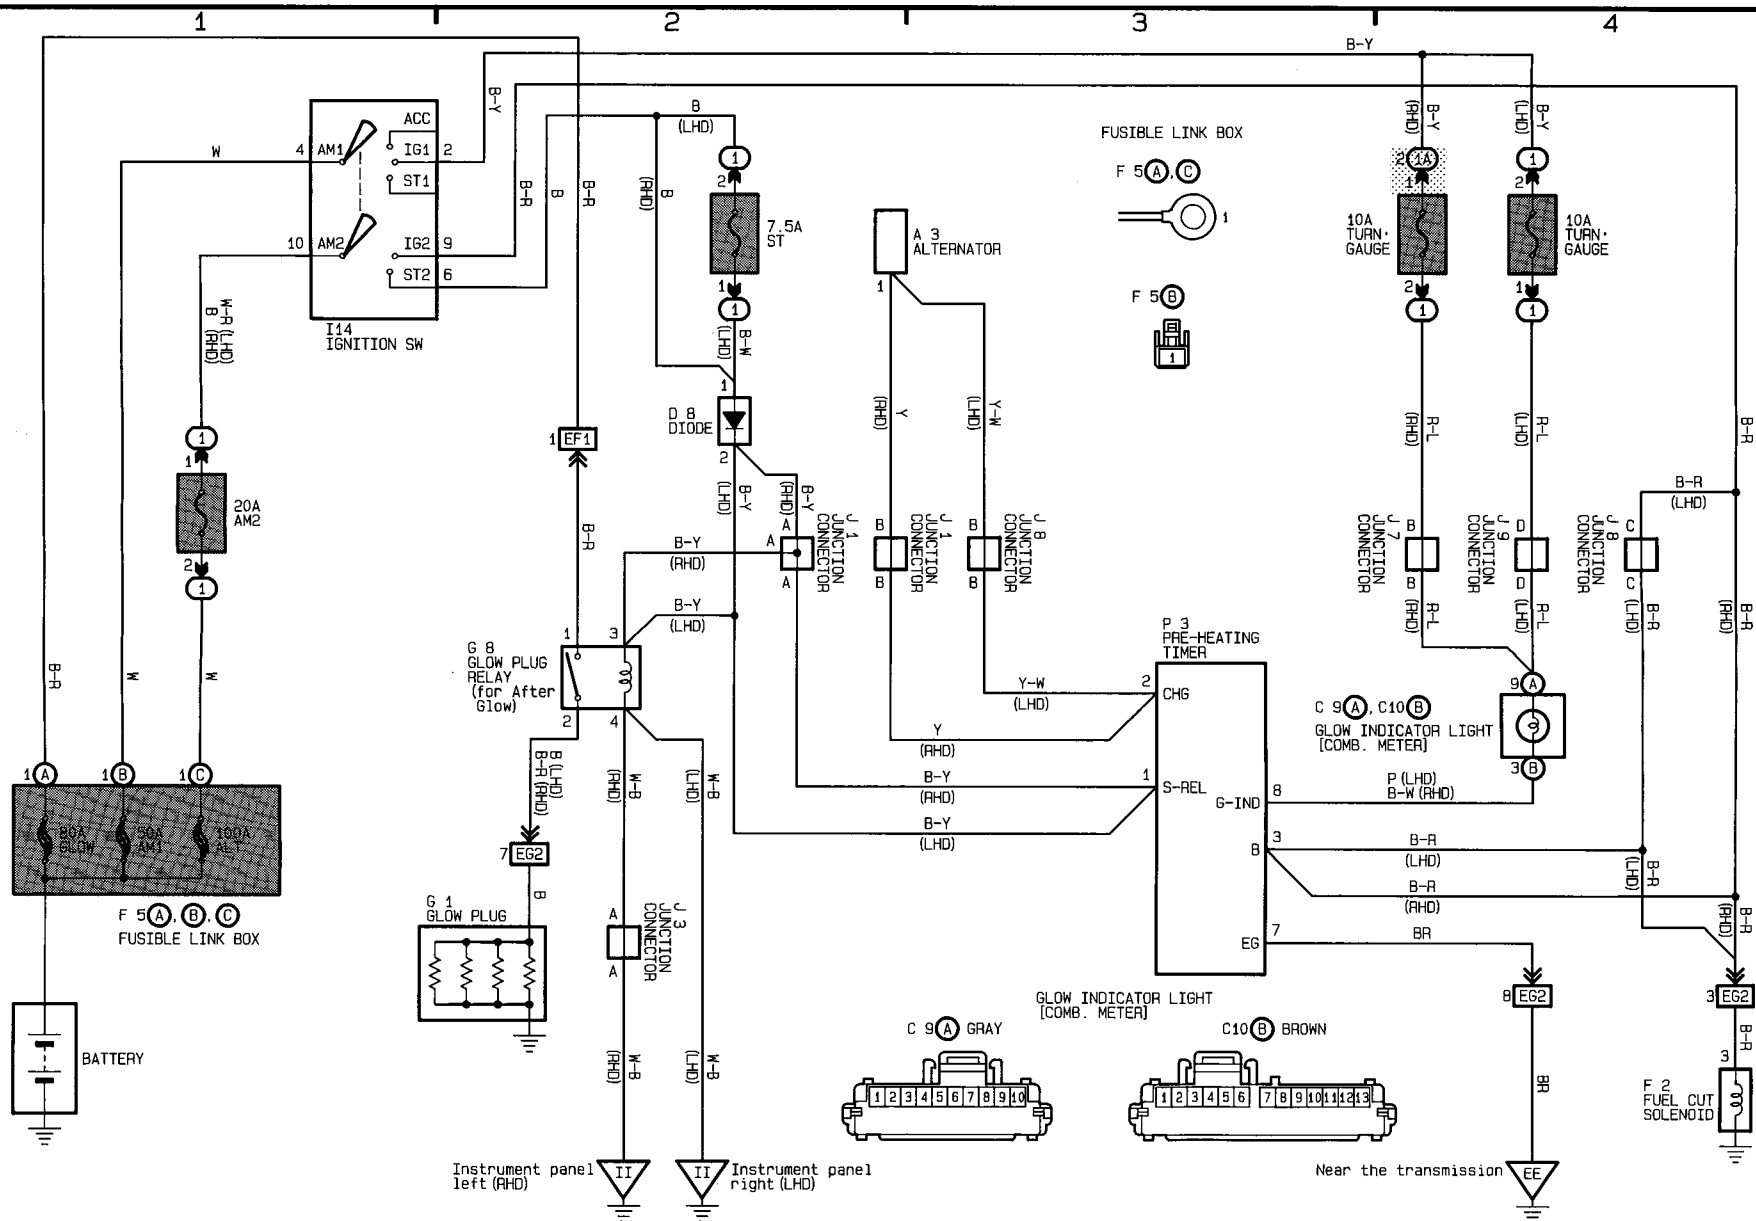 1 2 3 4
B-Y
B-Y
B
(LHD)
B-Y
(RHD)
B-Y
(LHD)
ACC
4 AM1
IG1 2
ST1
10 AM2
IG2 9
ST2 6
I14
IGNITION SW
W
B-R
B
B-R
B
(RHD)
1
2
7.5A
ST
1
1
B-W
(LHD)
FUSIBLE LINK BOX
F 5 A, C
1
F 5 B
1
A 3
ALTERNATOR
1
2 1A
1
10A
TURN·
GAUGE
2
1
1
2
10A
TURN·
GAUGE
1
1
W-R (LHD)
B (RHD)
1
1
20A
AM2
2
1
W
W
B-R
1 EF1
B-R
1
D 8
DIODE
2
B-Y
(LHD)
B-Y
(RHD)
Y
(RHD)
Y-W
(LHD)
R-L
(RHD)
R-L
(LHD)
B-R
B-R
(LHD)
A
A
A
J 1
JUNCTION
CONNECTOR
B
B
J 1
JUNCTION
CONNECTOR
B
B
J 8
JUNCTION
CONNECTOR
J 7
JUNCTION
CONNECTOR
B
B
J 9
JUNCTION
CONNECTOR
D
D
J 8
JUNCTION
CONNECTOR
C
C
R-L
(RHD)
R-L
(LHD)
B-R
(LHD)
B-R
(RHD)
B-Y
(RHD)
B-Y
(LHD)
G 8
GLOW PLUG
RELAY
(for After
Glow)
1 3
2 4
P 3
PRE-HEATING
TIMER
2 CHG
1 S-REL
G-IND 8
B 3
EG 7
Y-W
(LHD)
Y
(RHD)
B-Y
(RHD)
B-Y
(LHD)
9 A
C 9 A, C10 B
GLOW INDICATOR LIGHT
[COMB. METER]
3 B
P (LHD)
B-W (RHD)
B-R
(LHD)
B-R
(RHD)
BR
B-R
(LHD)
B-R
(RHD)
1 A
1 B
1 C
80A
GLOW
50A
AM1
100A
ALT
F 5 A, B, C
FUSIBLE LINK BOX
B (LHD)
B-R (RHD)
W-B
(RHD)
W-B
(LHD)
7 EG2
B
G 1
GLOW PLUG
A
A
J 3
JUNCTION
CONNECTOR
W-B
(RHD)
W-B
(LHD)
BATTERY
GLOW INDICATOR LIGHT
[COMB. METER]
C 9 A GRAY
1 2 3 4 5 6 7 8 9 10
C10 B BROWN
1 2 3 4 5 6 7 8 9 10 11 12 13
8 EG2
BR
3 EG2
B-R
3
F 2
FUEL CUT
SOLENOID
Instrument panel
left (RHD)
II
II
Instrument panel
right (LHD)
Near the transmission
EE